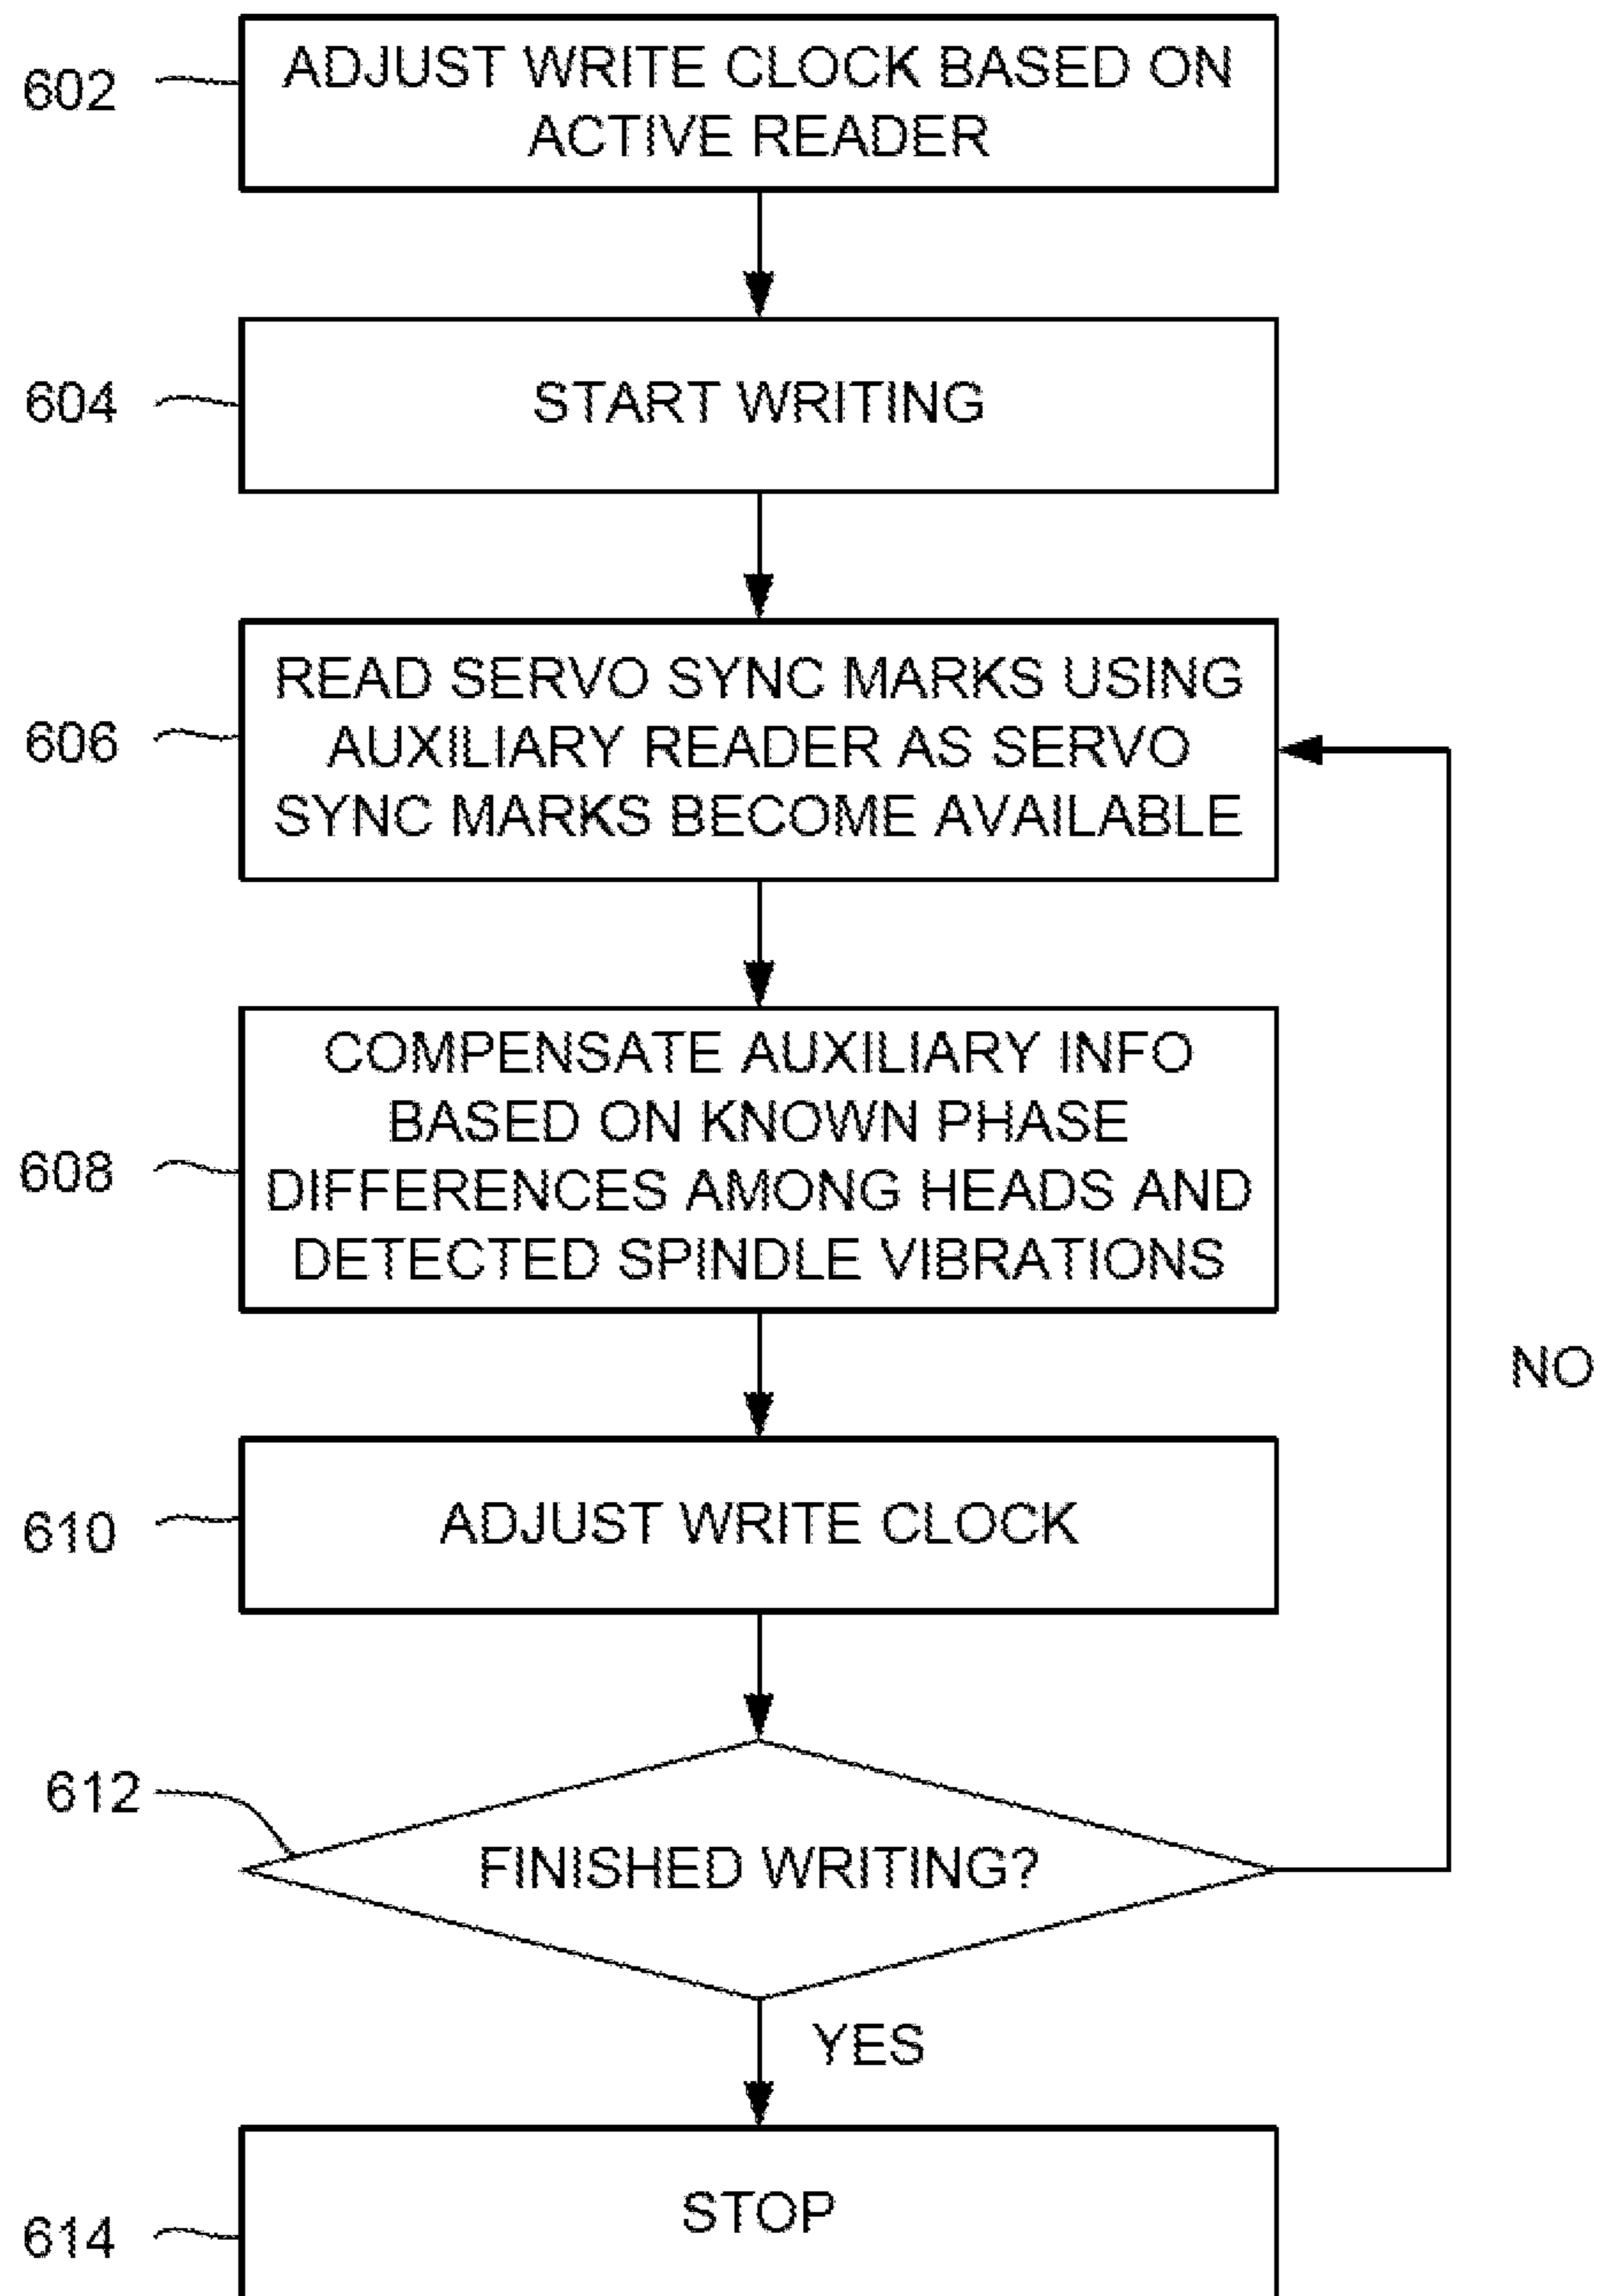 602
ADJUST WRITE CLOCK BASED ON
ACTIVE READER
604
START WRITING
606
READ SERVO SYNC MARKS USING
AUXILIARY READER AS SERVO
SYNC MARKS BECOME AVAILABLE
608
COMPENSATE AUXILIARY INFO
BASED ON KNOWN PHASE
DIFFERENCES AMONG HEADS AND
DETECTED SPINDLE VIBRATIONS
NO
610
ADJUST WRITE CLOCK
612
FINISHED WRITING?
YES
614
STOP